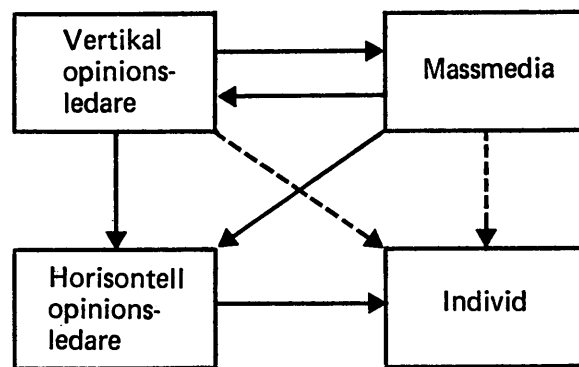 Vertikal
opinions-
ledare
Massmedia
Horisontell
opinions-
ledare
Individ